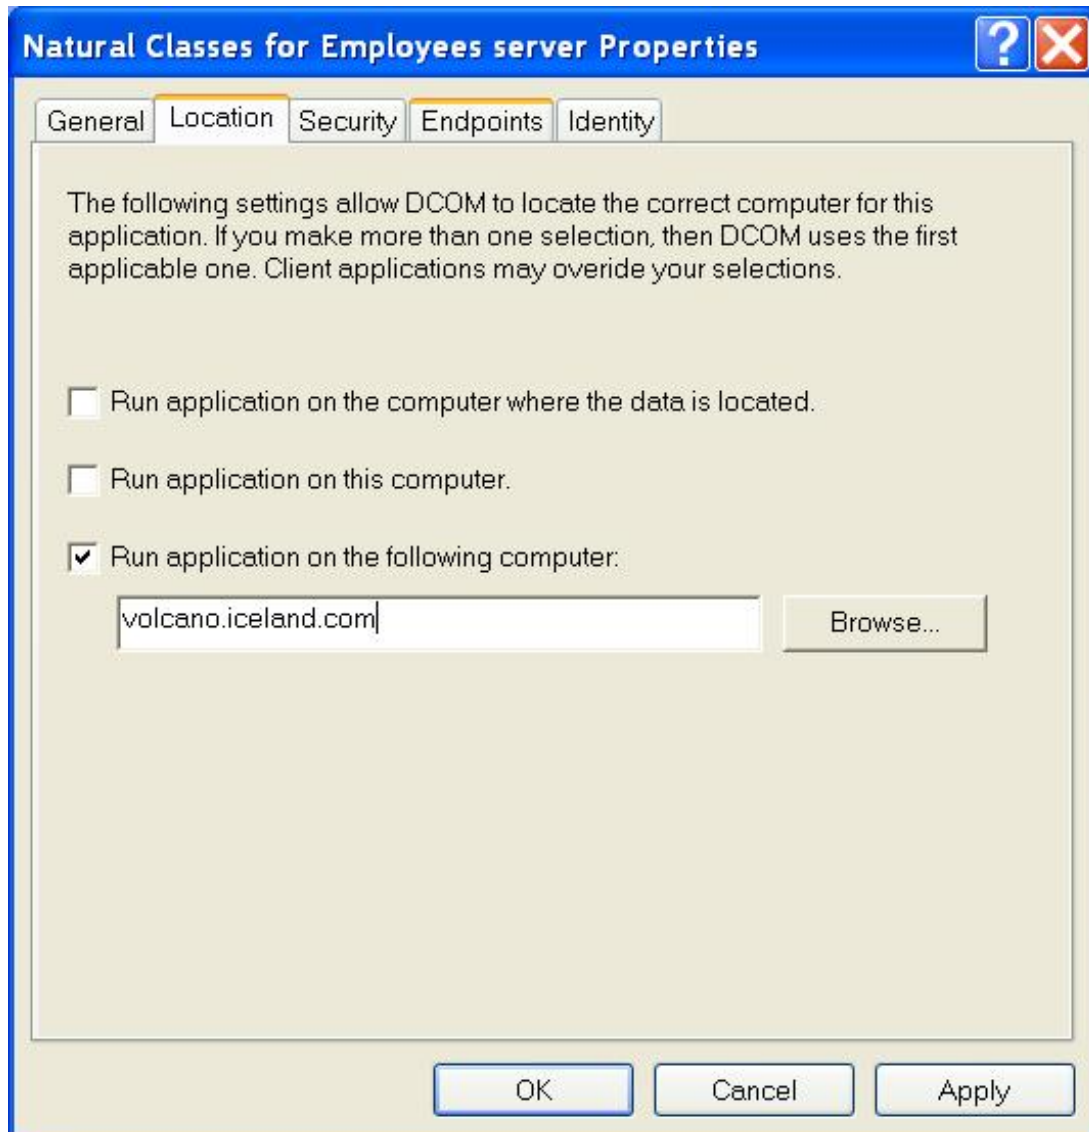 Natural Classes for Employees server Properties
?
General Location Security Endpoints Identity
The following settings allow DCOM to locate the correct computer for this
application. If you make more than one selection, then DCOM uses the first
applicable one. Client applications may overide your selections.
Run application on the computer where the data is located.
Run application on this computer.
Run application on the following computer:
volcano.iceland.com Browse...
OK Cancel Apply